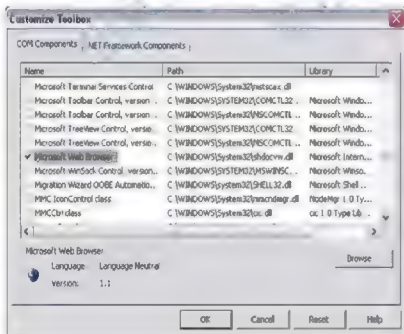 Customize Toolbox
COM Components .NET Framework Components
Name Path Library
Microsoft Terminal Services Control C:\WINDOWS\System32\mstscax.dll
Microsoft Toolbar Control, version . C:\WINDOWS\SYSTEM32\COMCTL32 . Microsoft Windo...
Microsoft Toolbar Control, version . C:\WINDOWS\System32\MSCOMCTL .. Microsoft Windo...
Microsoft TreeView Control, versio.. C:\WINDOWS\SYSTEM32\COMCTL32 .. Microsoft Windo...
Microsoft TreeView Control, versio.. C:\WINDOWS\System32\MSCOMCTL .. Microsoft Windo...
Microsoft Web Browser C:\WINDOWS\System32\shdocvw.dll Microsoft Intern...
Microsoft WinSock Control, version.. C:\WINDOWS\SYSTEM32\MSWINSC. .. Microsoft Winso...
Migration Wizard OOBE Automatio... C:\WINDOWS\System32\SHELL32.dll Microsoft Shell ..
MMC IconControl class C:\WINDOWS\System32\mmcndmgr.dll NodeMgr 1.0 Ty...
MMCCtrl class C:\WINDOWS\System32\cic.dll cic 1.0 Type Lib .
Microsoft Web Browser
Language: Language Neutral
Version: 1.1
Browse
OK Cancel Reset Help